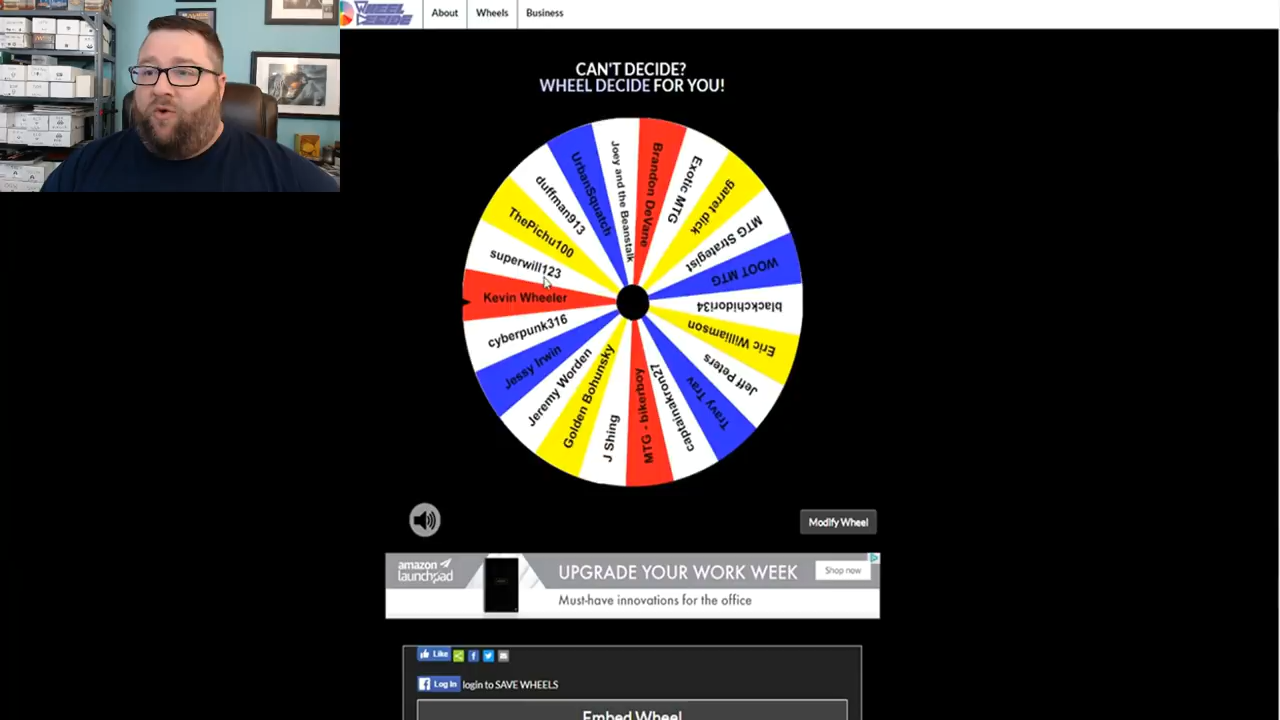 WHEEL DECIDE
About
Wheels
Business
CAN'T DECIDE?
WHEEL DECIDE FOR YOU!
Joey and the Beanstalk
Brandon DeVane
Exotic MTG
garret dick
MTG Strategist
WOOT MTG
blackchidori34
Eric Williamson
Jeff Peters
Travy Trav
captainakron27
MTG - bikerboy
J Shing
Golden Bohunsky
Jeremy Worden
Jessy Irwin
cyberpunk316
Kevin Wheeler
superwill123
ThePichu100
duffman913
UrbanSquatch
Modify Wheel
amazon
launchpad
UPGRADE YOUR WORK WEEK
Must-have innovations for the office
Shop now
Like
Log In
login to SAVE WHEELS
Embed Wheel